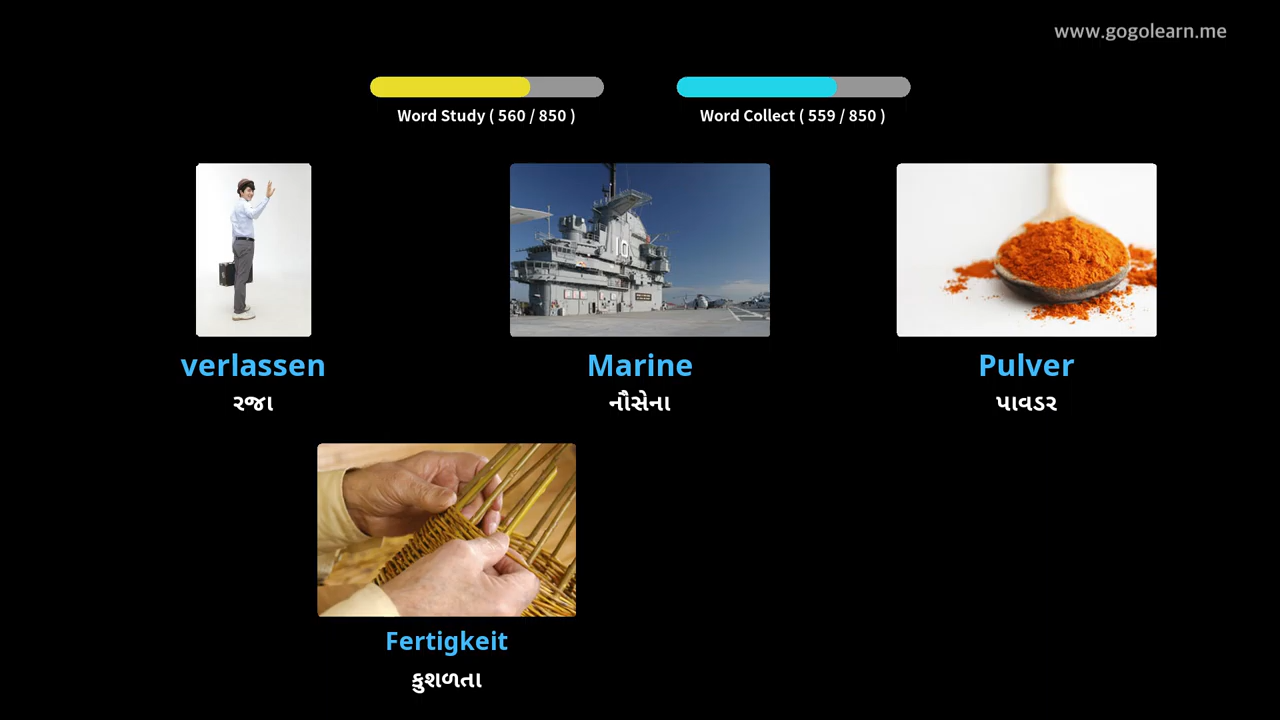 www.gogolearn.me
Word Study ( 560 / 850 )
Word Collect ( 559 / 850 )
verlassen
રજા
Marine
નૌસેના
Pulver
પાવડર
Fertigkeit
કુશળતા